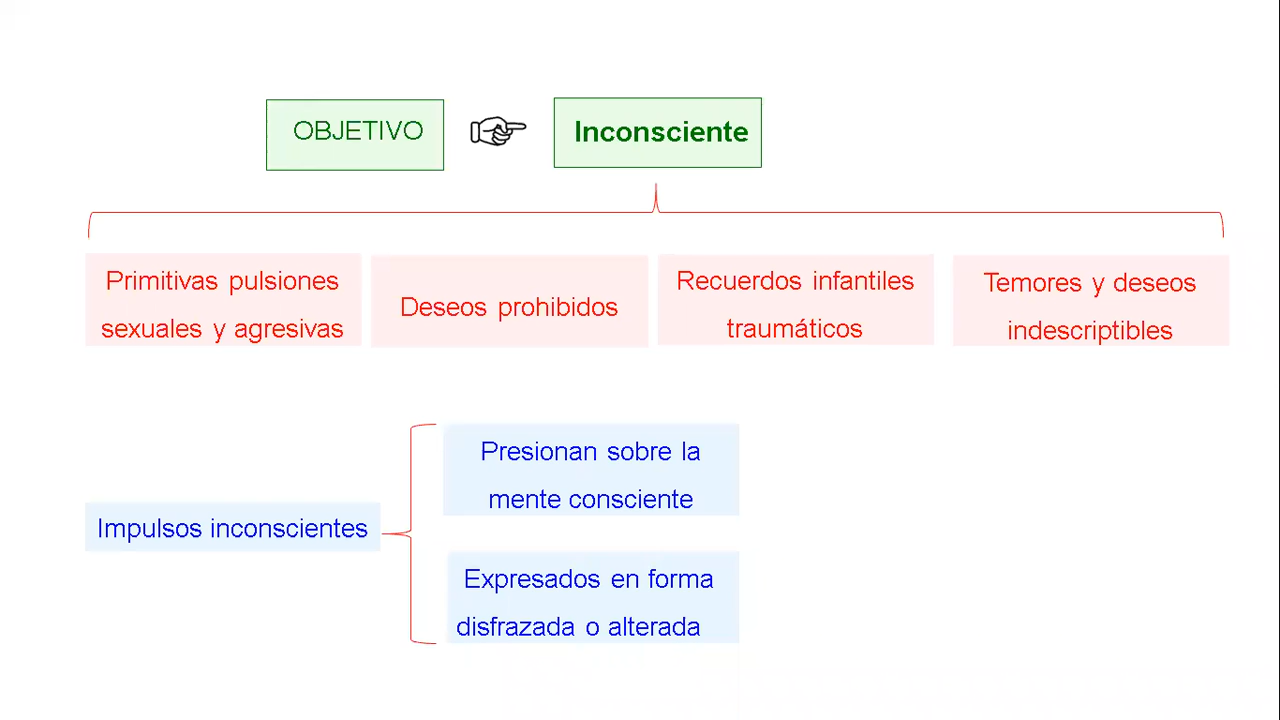 OBJETIVO
Inconsciente
Primitivas pulsiones
sexuales y agresivas
Deseos prohibidos
Recuerdos infantiles
traumáticos
Temores y deseos
indescriptibles
Impulsos inconscientes
Presionan sobre la
mente consciente
Expresados en forma
disfrazada o alterada